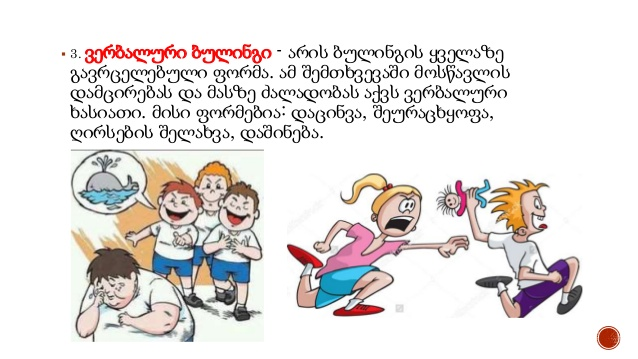 3. ვერბალური ბულინგი - არის ბულინგის ყველაზე
გავრცელებული ფორმა. ამ შემთხვევაში მოსწავლის
დამცირებას და მასზე ძალადობას აქვს ვერბალური
ხასიათი. მისი ფორმებია: დაცინვა, შეურაცხყოფა,
ღირსების შელახვა, დაშინება.